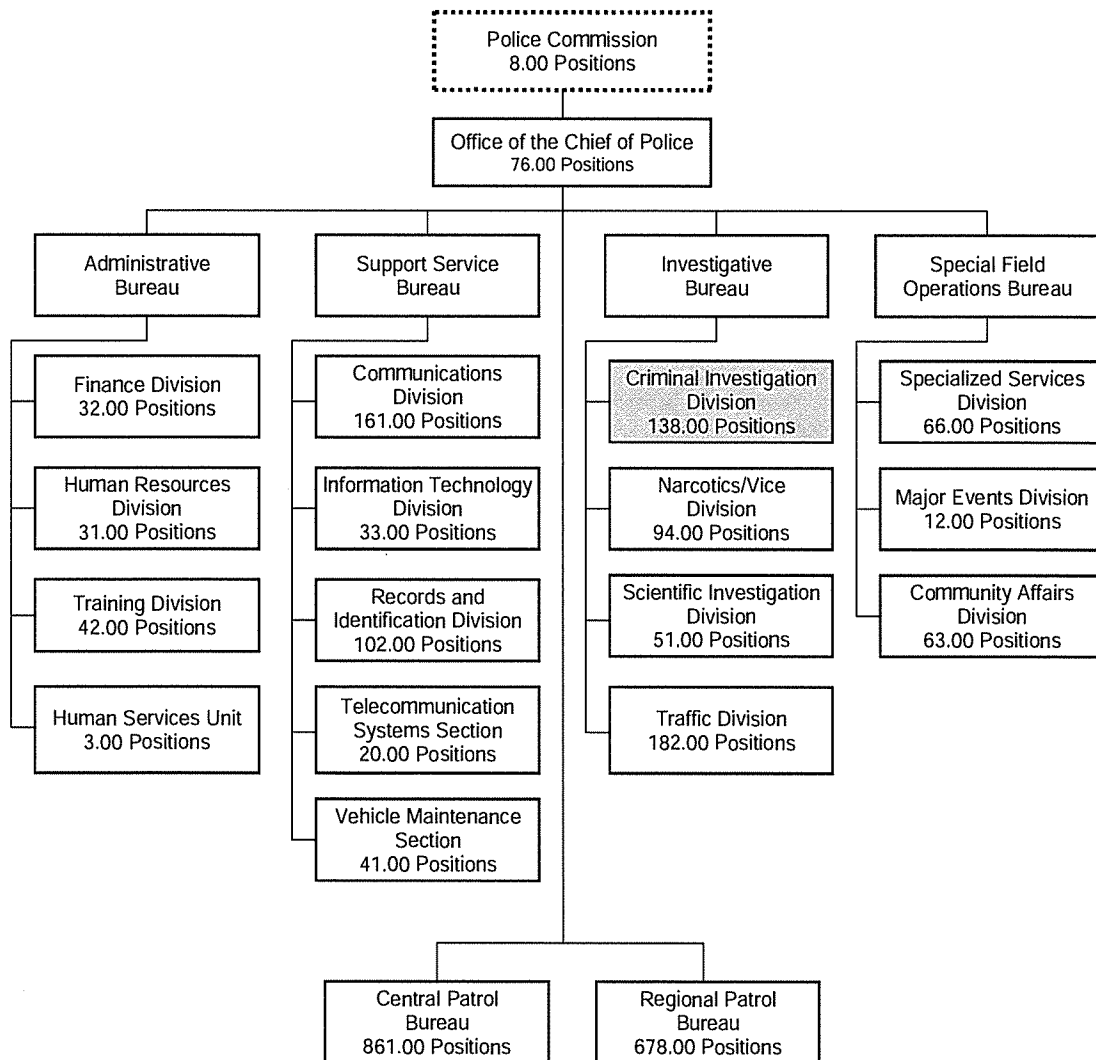 Police Commission
8.00 Positions
Office of the Chief of Police
76.00 Positions
Administrative
Bureau
Support Service
Bureau
Investigative
Bureau
Special Field
Operations Bureau
Finance Division
32.00 Positions
Human Resources
Division
31.00 Positions
Training Division
42.00 Positions
Human Services Unit
3.00 Positions
Communications
Division
161.00 Positions
Information Technology
Division
33.00 Positions
Records and
Identification Division
102.00 Positions
Telecommunication
Systems Section
20.00 Positions
Vehicle Maintenance
Section
41.00 Positions
Criminal Investigation
Division
138.00 Positions
Narcotics/Vice
Division
94.00 Positions
Scientific Investigation
Division
51.00 Positions
Traffic Division
182.00 Positions
Specialized Services
Division
66.00 Positions
Major Events Division
12.00 Positions
Community Affairs
Division
63.00 Positions
Central Patrol
Bureau
861.00 Positions
Regional Patrol
Bureau
678.00 Positions